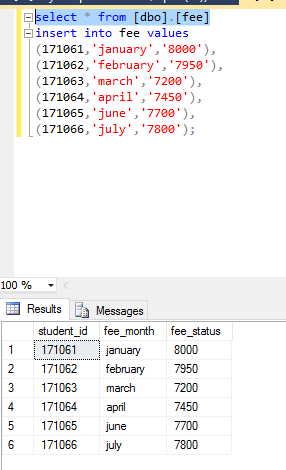 select * from [dbo].[fee]
insert into fee values
(171061,'january','8000'),
(171062,'february','7950'),
(171063,'march','7200'),
(171064,'april','7450'),
(171065,'june','7700'),
(171066,'july','7800');
100 %
Results Messages
student_id fee_month fee_status
1 171061 january 8000
2 171062 february 7950
3 171063 march 7200
4 171064 april 7450
5 171065 june 7700
6 171066 july 7800